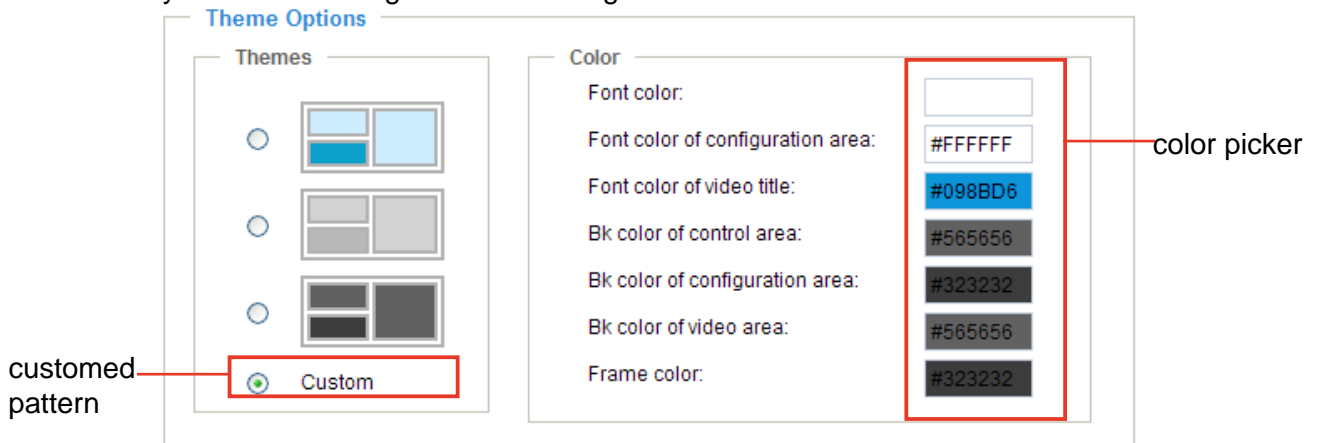 Theme Options
Themes
Custom
customed
pattern
Color
Font color:
Font color of configuration area: #FFFFFF
Font color of video title: #098BD6
Bk color of control area: #565656
Bk color of configuration area: #323232
Bk color of video area: #565656
Frame color: #323232
color picker